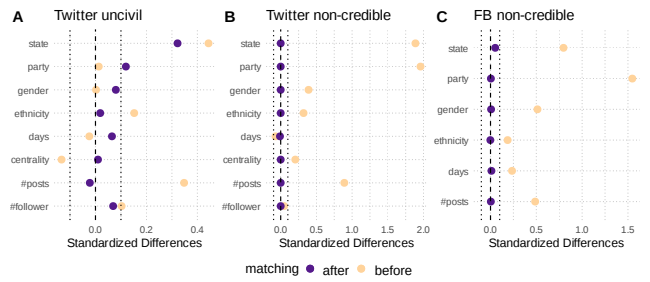 A Twitter uncivil
state
party
gender
ethnicity
days
centrality
#posts
#follower
0.0 0.2 0.4
Standardized Differences
B Twitter non-credible
state
party
gender
ethnicity
days
centrality
#posts
#follower
0.0 0.5 1.0 1.5 2.0
Standardized Differences
C FB non-credible
state
party
gender
ethnicity
days
#posts
0.0 0.5 1.0 1.5
Standardized Differences
matching after before